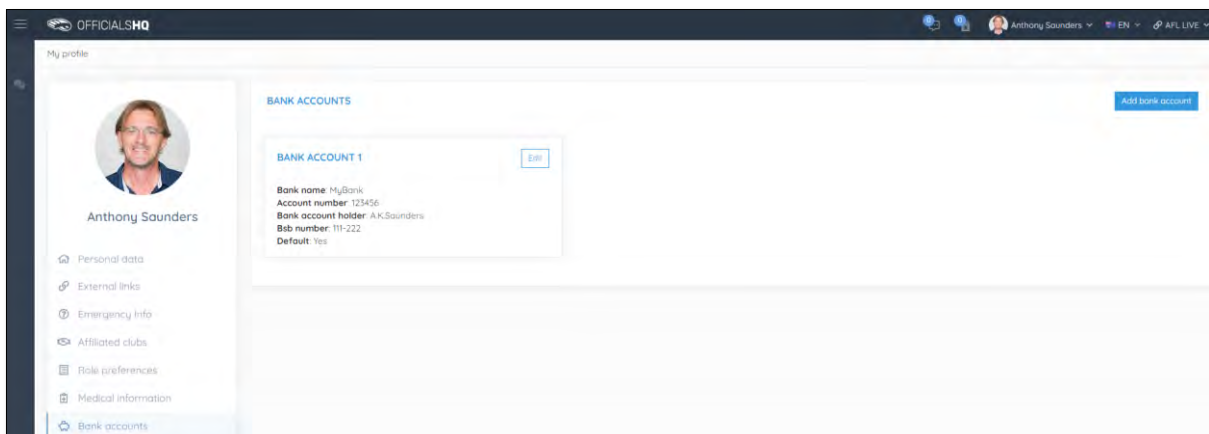 OFFICIALSHQ
0 0 Anthony Saunders EN AFL LIVE
My profile
Anthony Saunders
Personal data
External links
Emergency Info
Affiliated clubs
Role preferences
Medical information
Bank accounts
BANK ACCOUNTS
Add bank account
BANK ACCOUNT 1
Edit
Bank name: MyBank
Account number: 123456
Bank account holder: A.K.Saunders
Bsb number: 111-222
Default: Yes